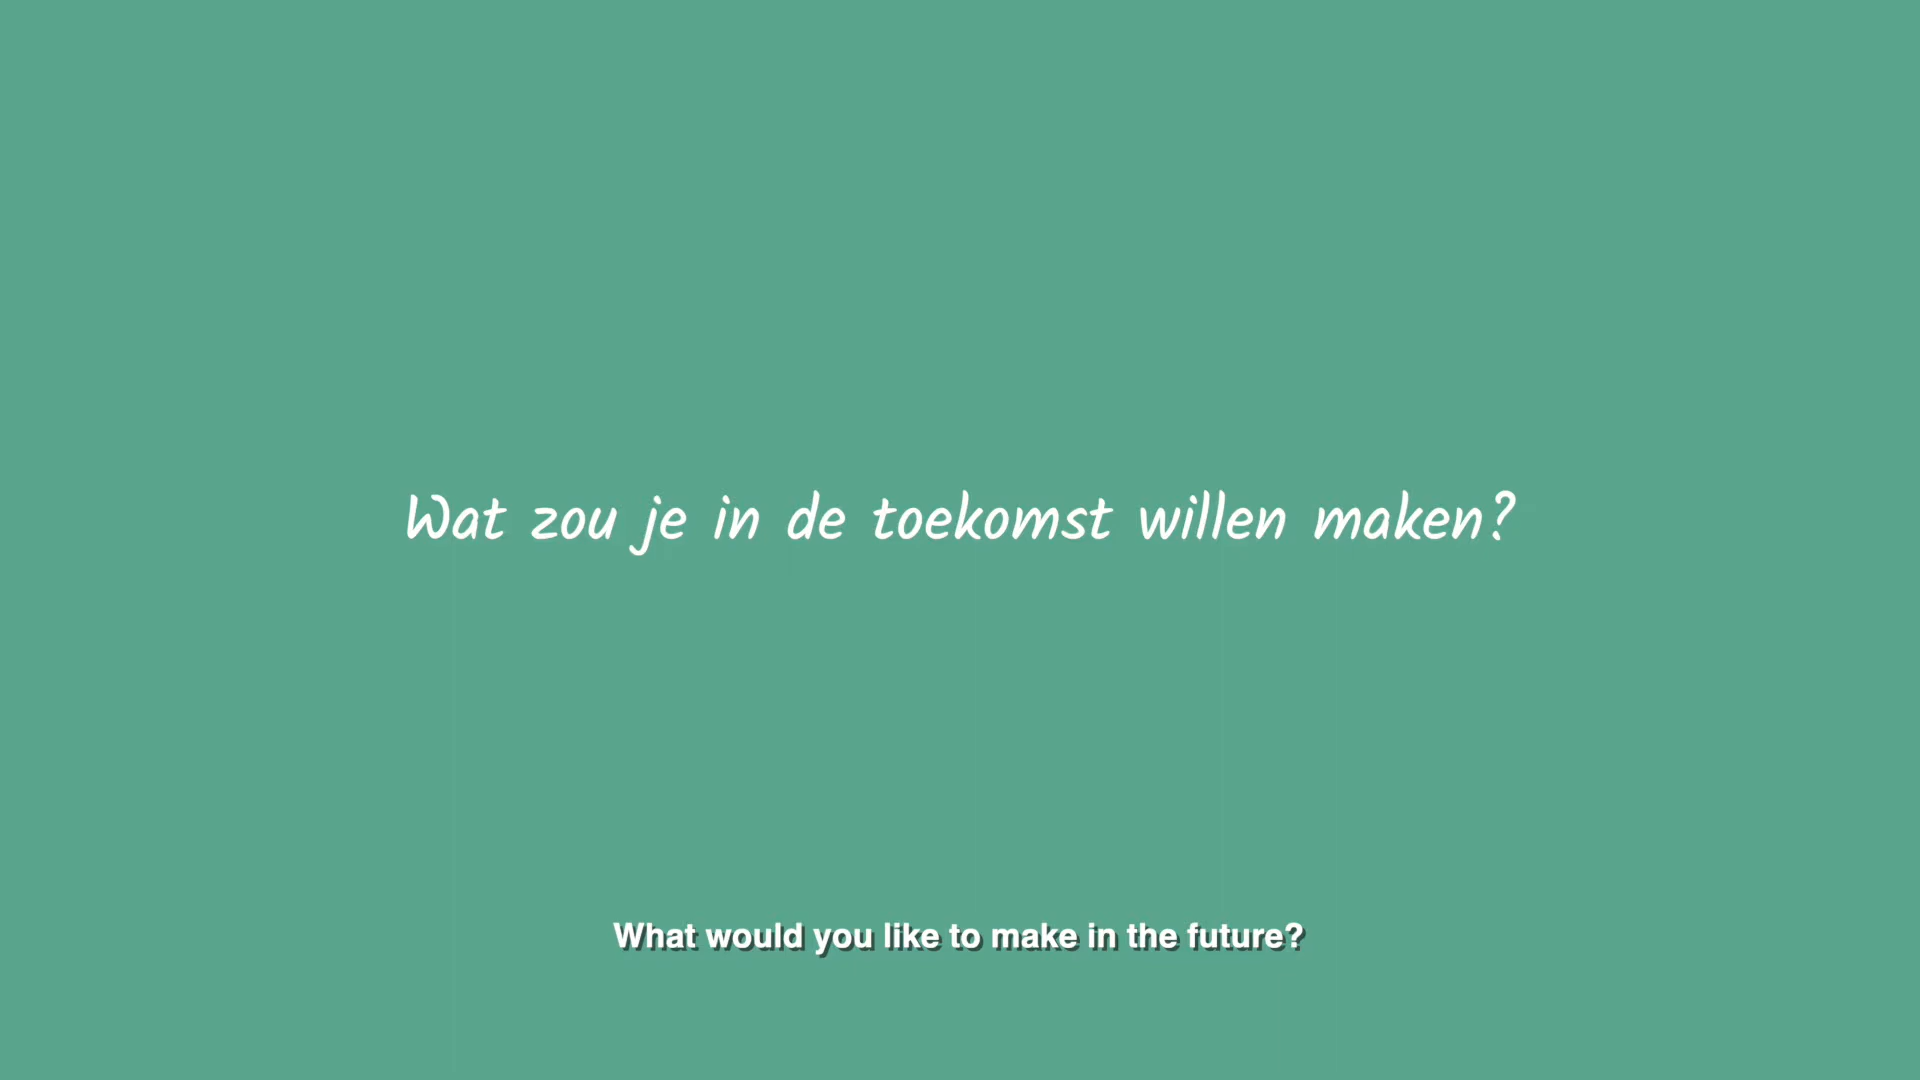 Wat zou je in de toekomst willen maken?
What would you like to make in the future?